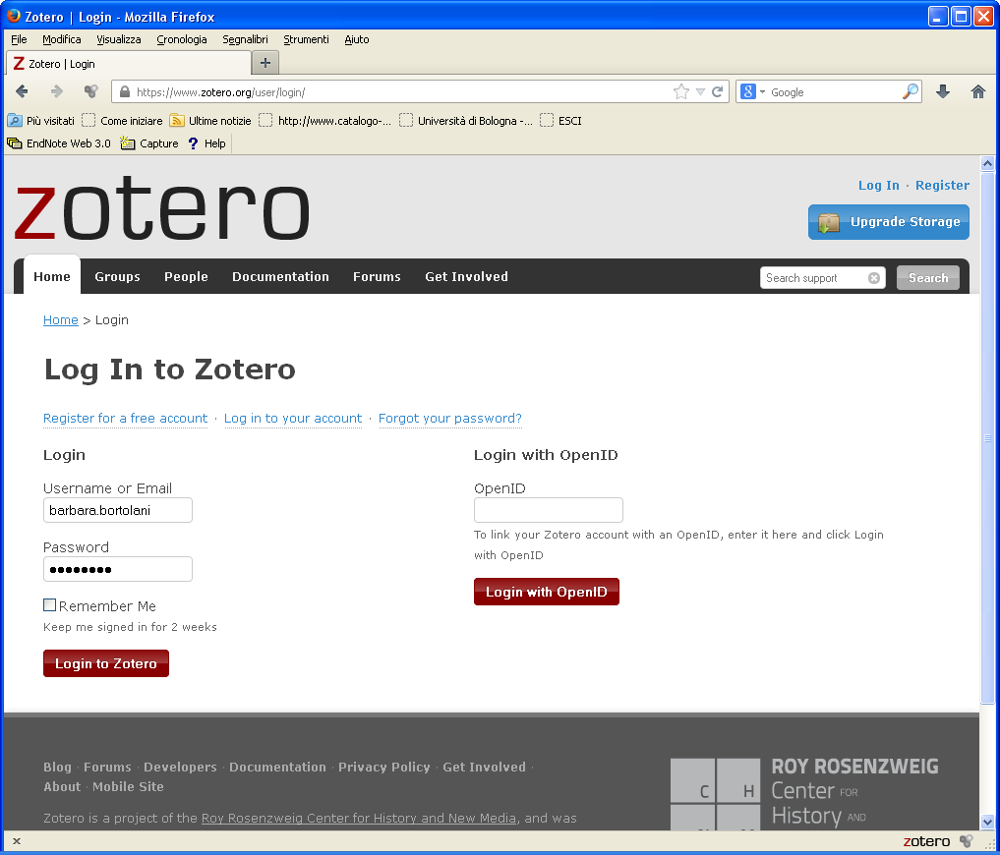 Zotero | Login - Mozilla Firefox
File Modifica Visualizza Cronologia Segnalibri Strumenti Aiuto
Z Zotero | Login +
https://www.zotero.org/user/login/ 8 Google
Più visitati Come iniziare Ultime notizie http://www.catalogo-... Università di Bologna -... ESCI
EndNote Web 3.0 Capture ? Help
zotero
Log In · Register
Upgrade Storage
Home Groups People Documentation Forums Get Involved Search support Search
Home > Login
Log In to Zotero
Register for a free account · Log in to your account · Forgot your password?
Login
Username or Email
barbara.bortolani
Password
••••••••
Remember Me
Keep me signed in for 2 weeks
Login to Zotero
Login with OpenID
OpenID
To link your Zotero account with an OpenID, enter it here and click Login
with OpenID
Login with OpenID
Blog · Forums · Developers · Documentation · Privacy Policy · Get Involved ·
About · Mobile Site
Zotero is a project of the Roy Rosenzweig Center for History and New Media, and was
C H
ROY ROSENZWEIG
Center FOR
History AND
x zotero